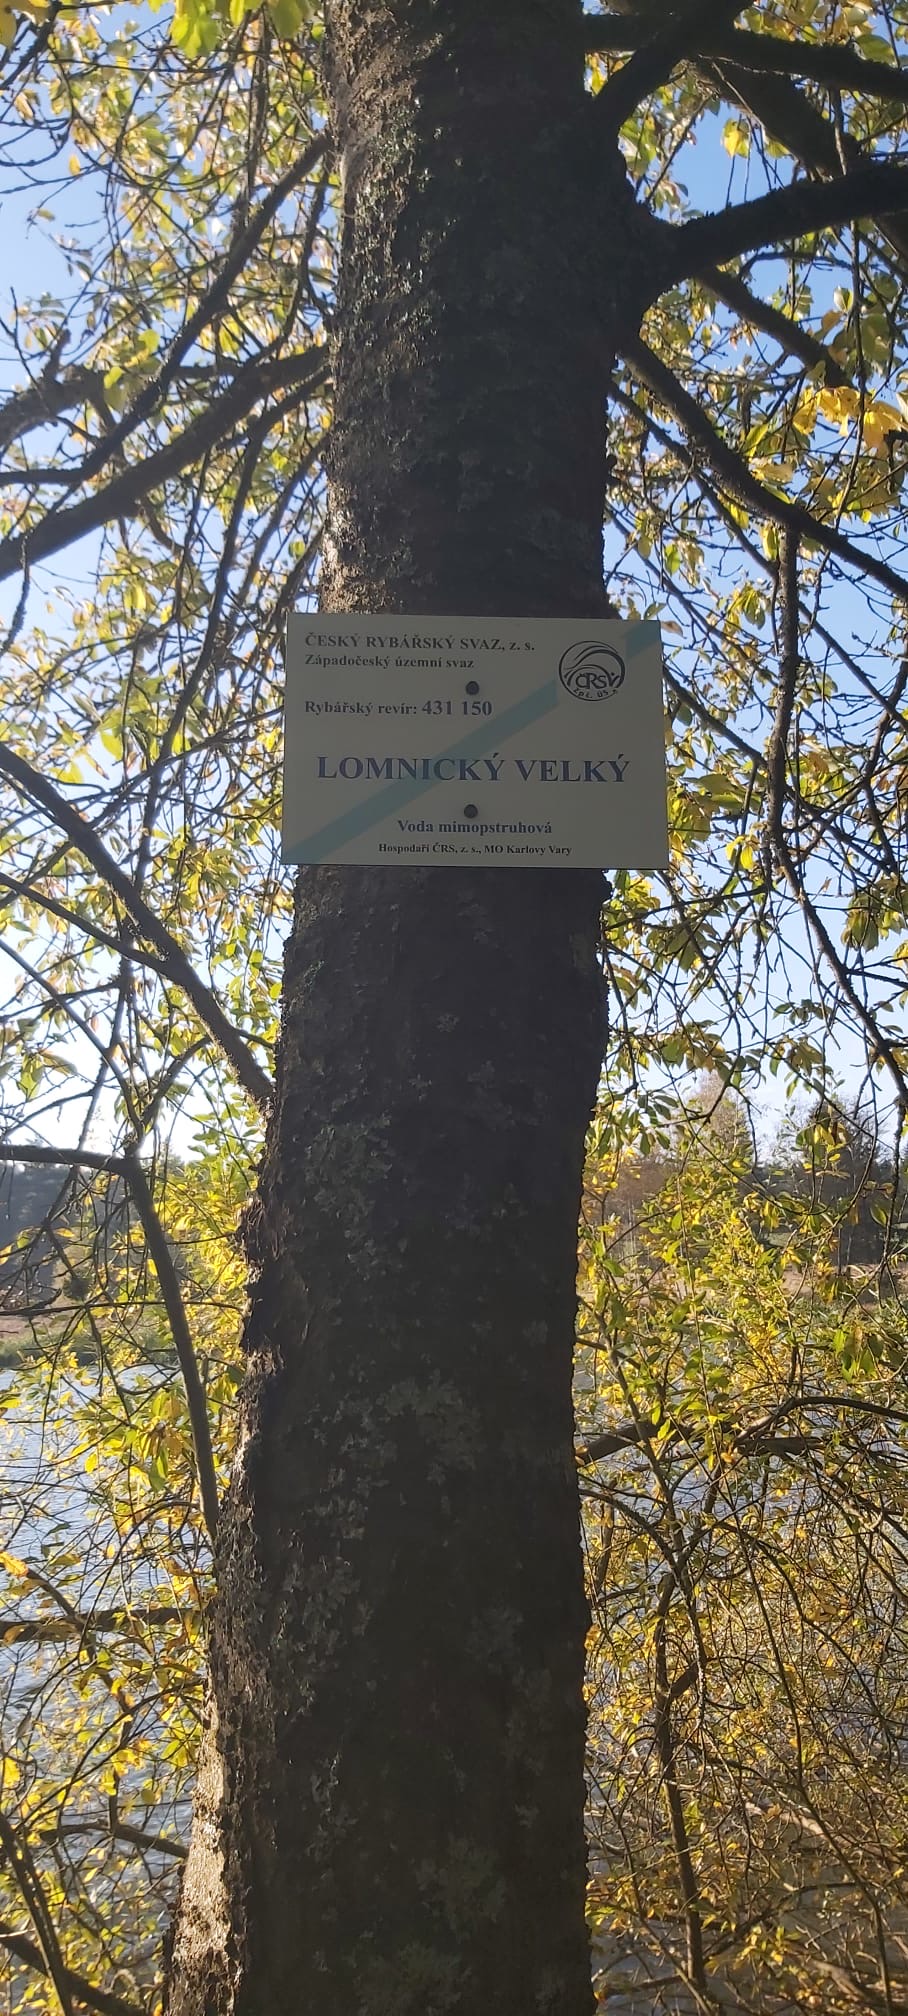 ČESKÝ RYBÁŘSKÝ SVAZ, z. s.
Západočeský územní svaz
ČRS
Rybářský revír: 431 150
LOMNICKÝ VELKÝ
Voda mimopstruhová
Hospodaří ČRS, z. s., MO Karlovy Vary